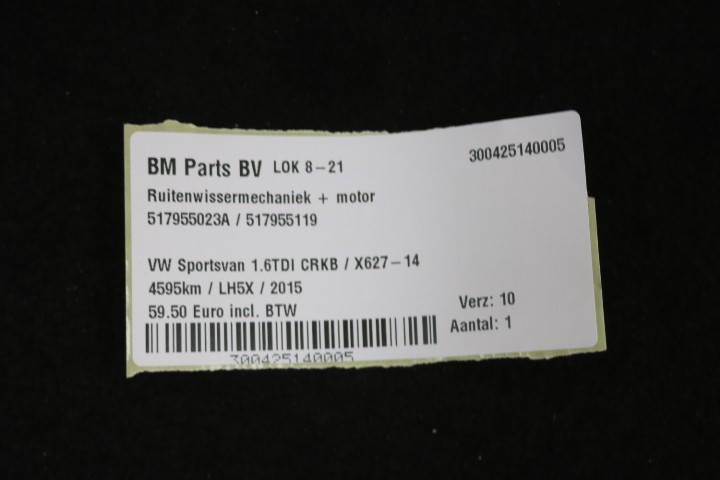 BM Parts BV LOK 8-21
300425140005
Ruitenwissermechaniek + motor
517955023A / 517955119
VW Sportsvan 1.6TDI CRKB / X627-14
4595km / LH5X / 2015
59.50 Euro incl. BTW
Verz: 10
Aantal: 1
300425140005